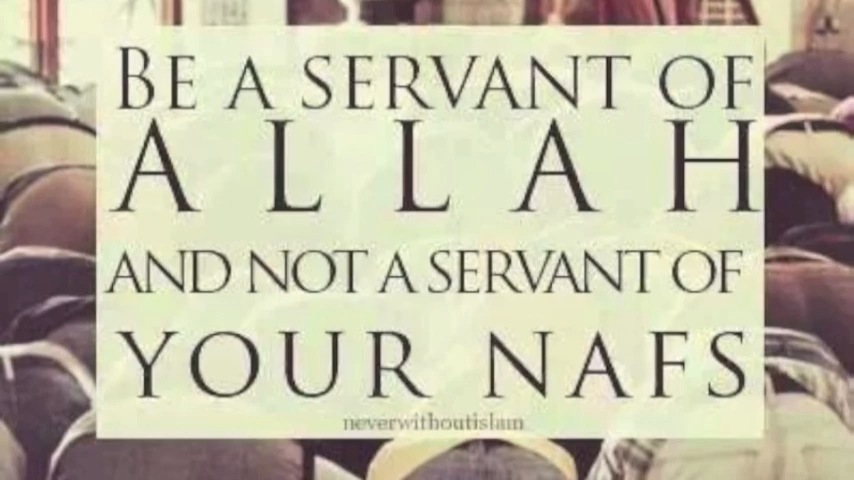 BE A SERVANT OF
ALLAH
AND NOT A SERVANT OF
YOUR NAFS
neverwithoutislam